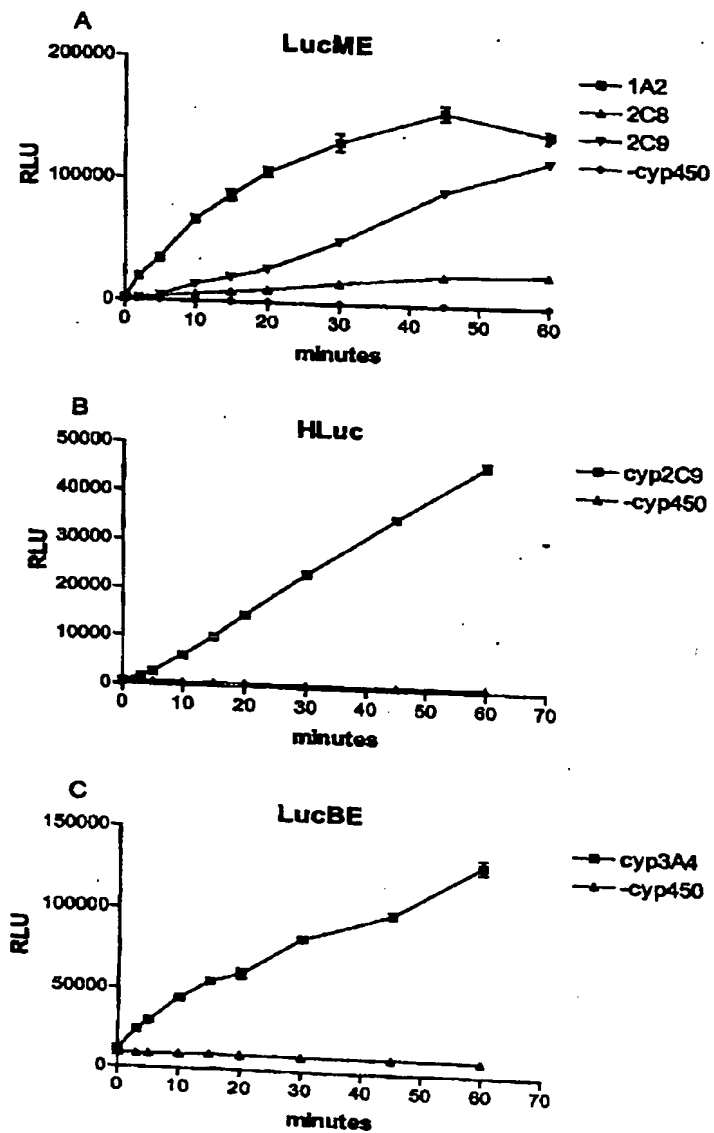 A
LucME
200000
100000
0
RLU
0 10 20 30 40 50 60
minutes
1A2
2C8
2C9
-cyp450
B
HLuc
50000
40000
30000
20000
10000
0
RLU
0 10 20 30 40 50 60 70
minutes
cyp2C9
-cyp450
C
LucBE
150000
100000
50000
0
RLU
0 10 20 30 40 50 60 70
minutes
cyp3A4
-cyp450